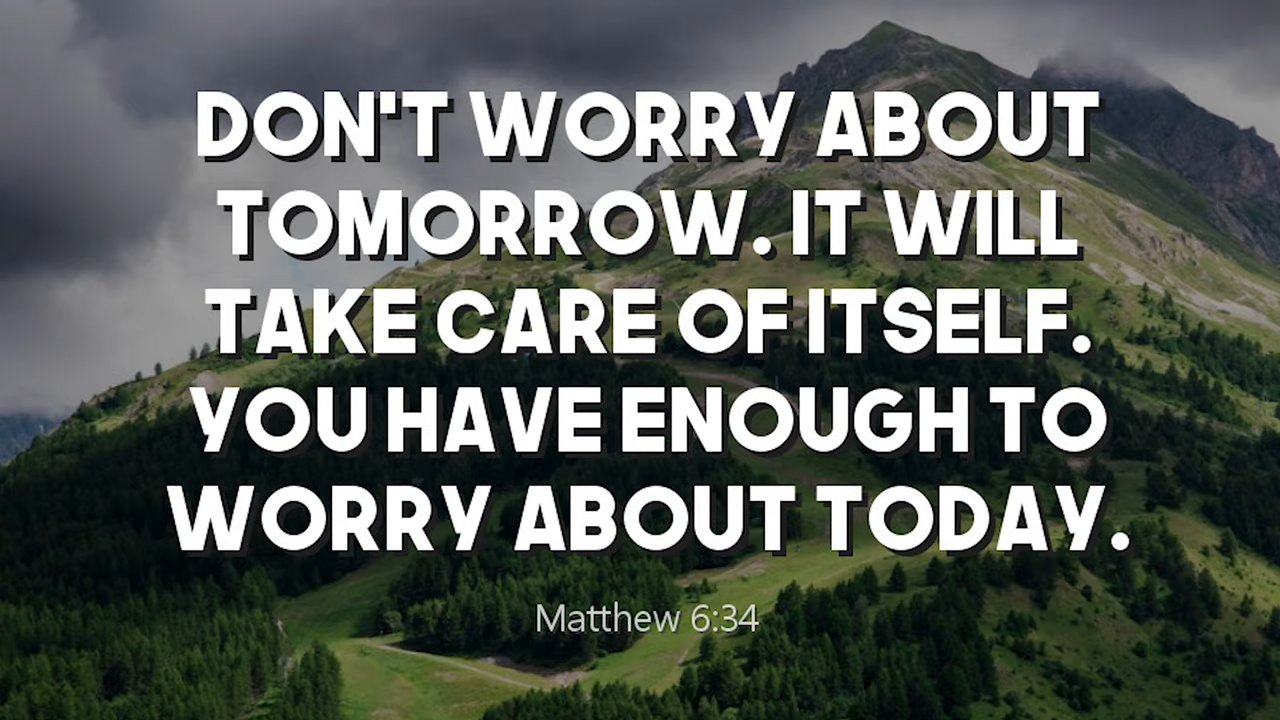 DON'T WORRY ABOUT
TOMORROW. IT WILL
TAKE CARE OF ITSELF.
YOU HAVE ENOUGH TO
WORRY ABOUT TODAY.
Matthew 6:34